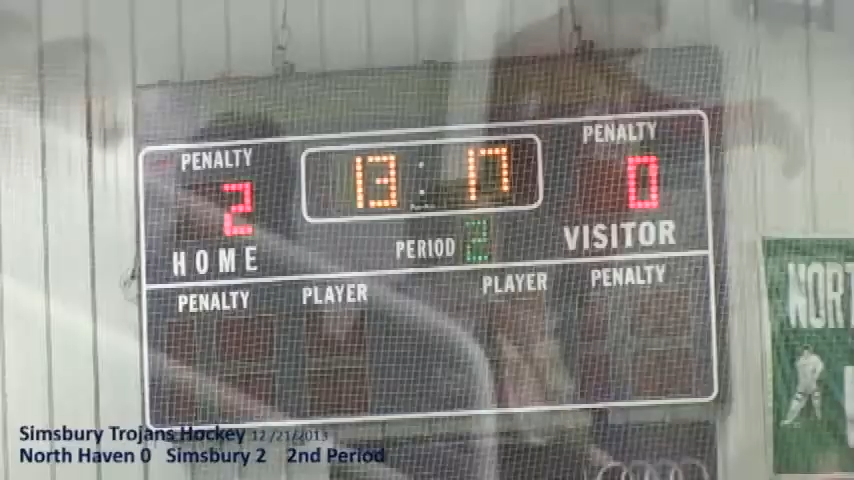 PENALTY 13:17 PENALTY
2 0
HOME PERIOD 2 VISITOR
PENALTY PLAYER PLAYER PENALTY
NORT
Simsbury Trojans Hockey 12/21/2013
North Haven 0 Simsbury 2 2nd Period